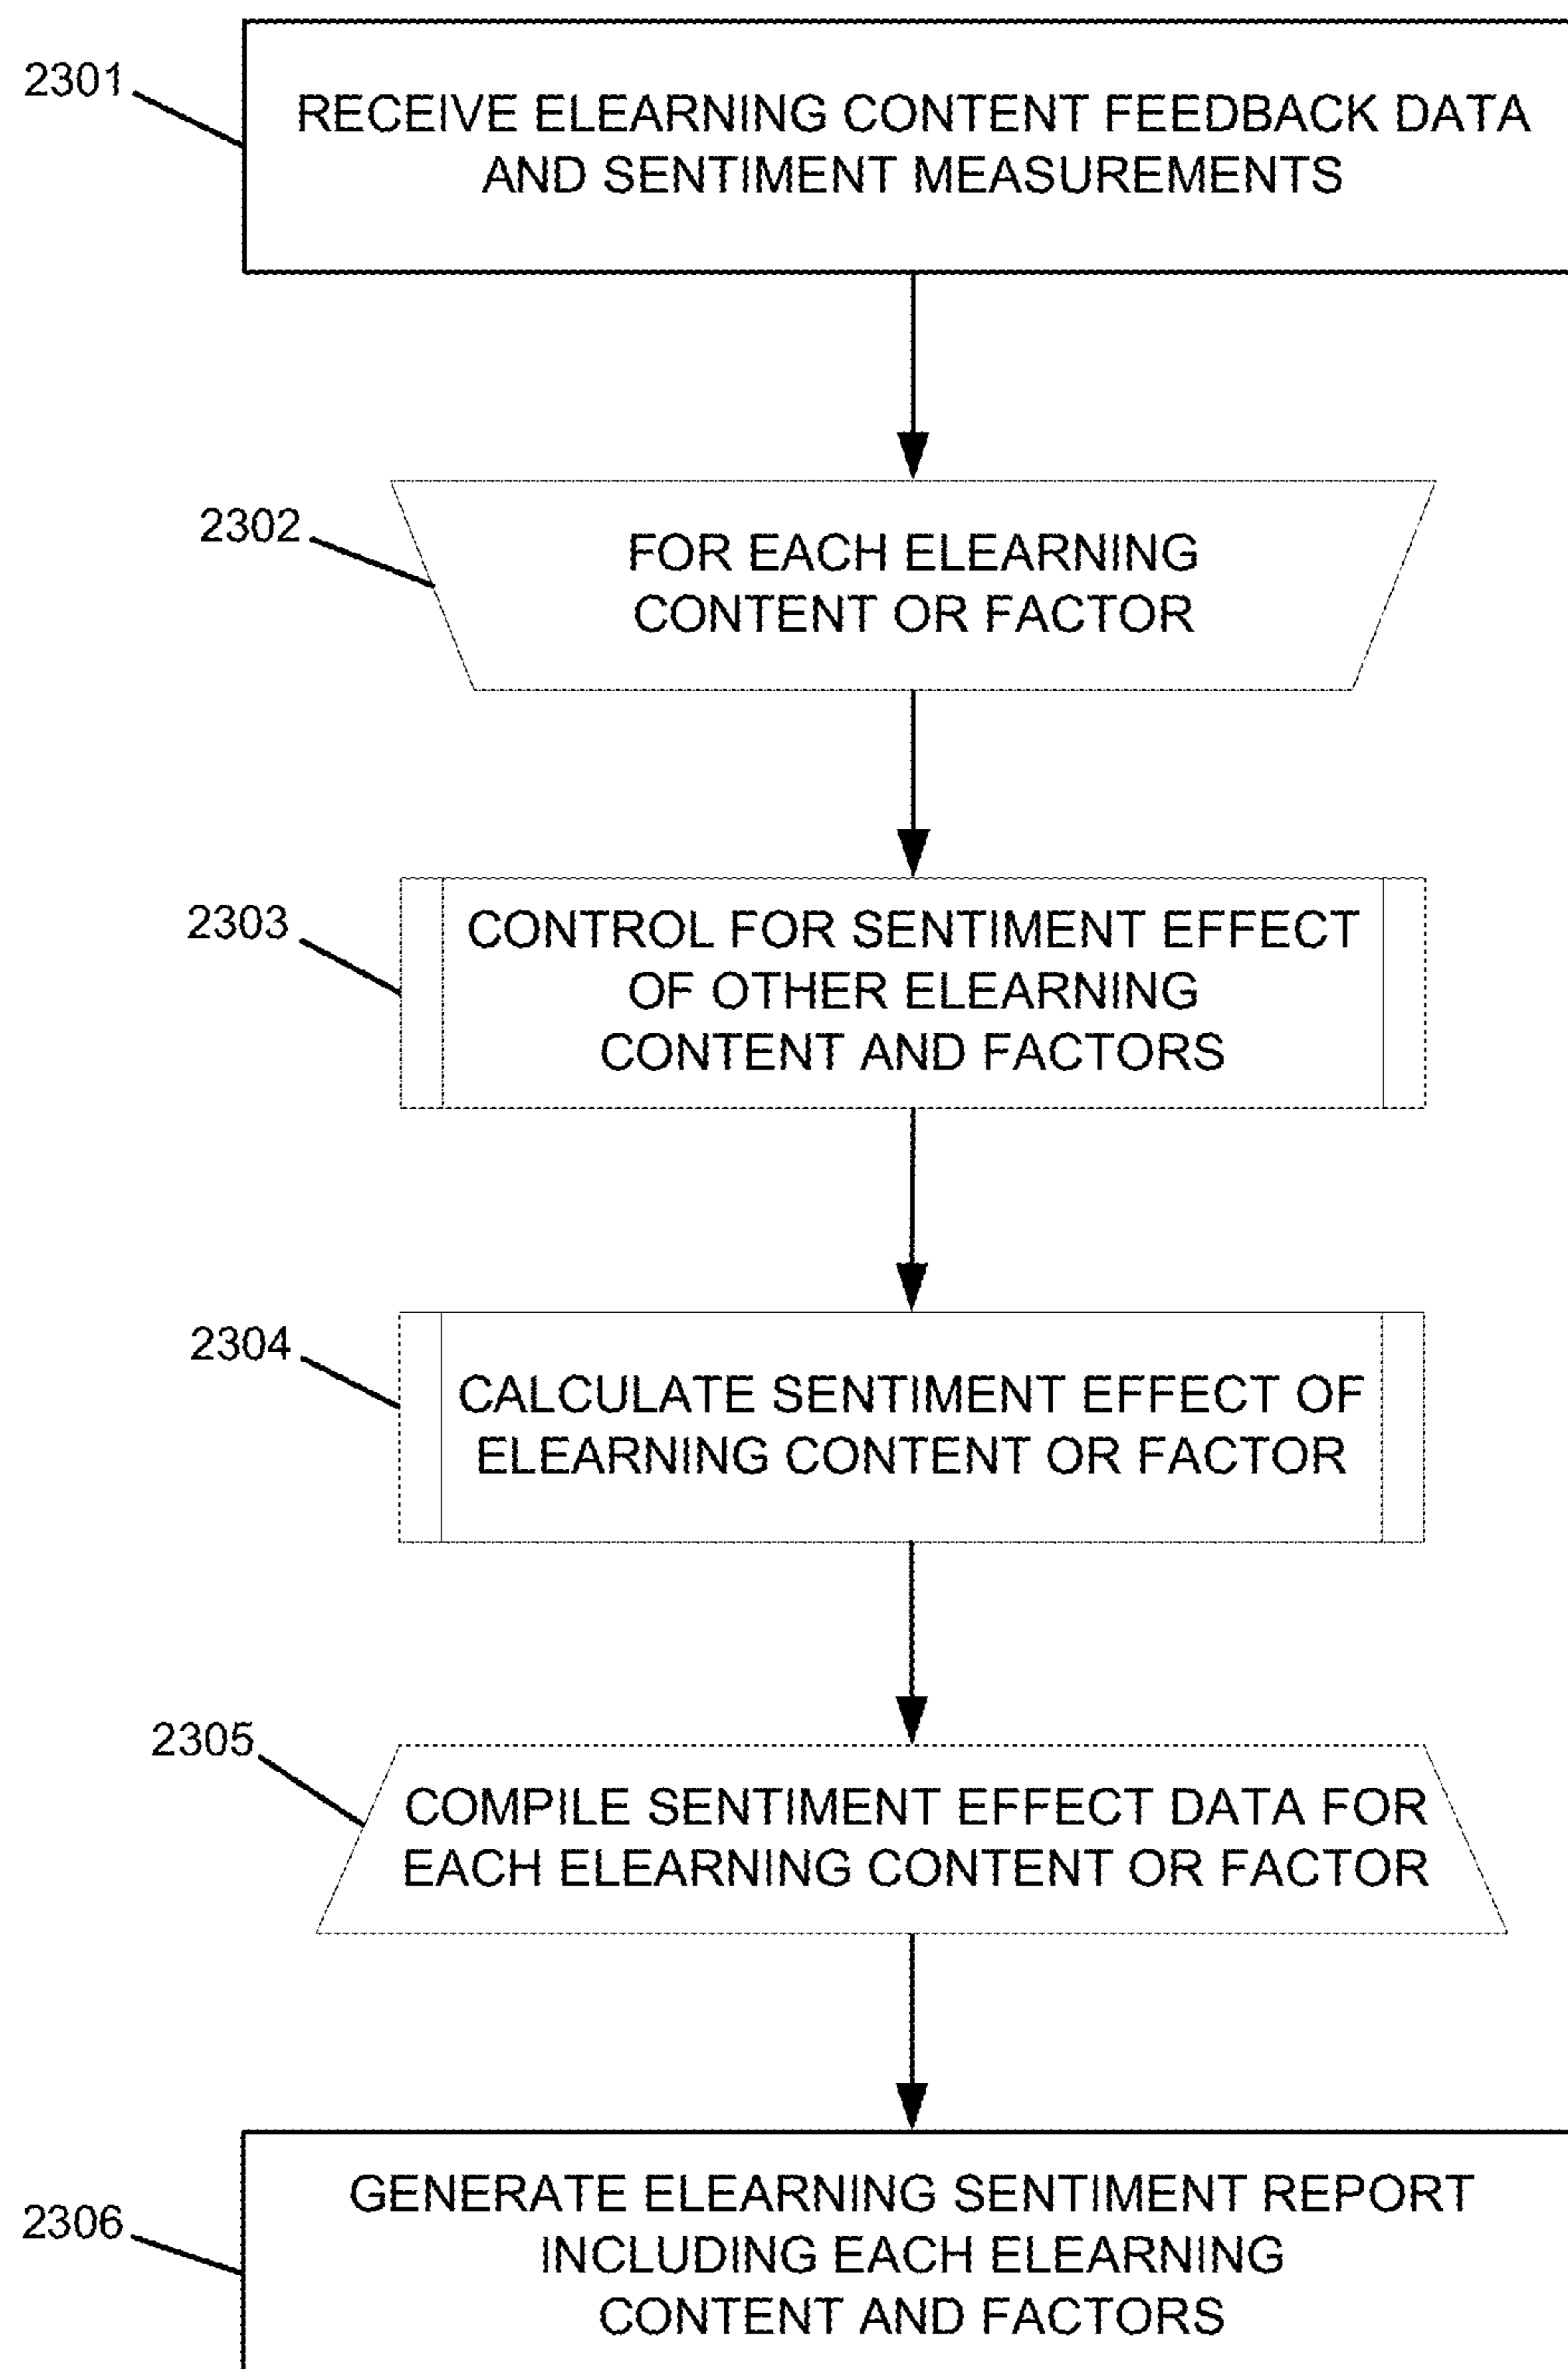 2301
RECEIVE ELEARNING CONTENT FEEDBACK DATA
AND SENTIMENT MEASUREMENTS
2302
FOR EACH ELEARNING
CONTENT OR FACTOR
2303
CONTROL FOR SENTIMENT EFFECT
OF OTHER ELEARNING
CONTENT AND FACTORS
2304
CALCULATE SENTIMENT EFFECT OF
ELEARNING CONTENT OR FACTOR
2305
COMPILE SENTIMENT EFFECT DATA FOR
EACH ELEARNING CONTENT OR FACTOR
2306
GENERATE ELEARNING SENTIMENT REPORT
INCLUDING EACH ELEARNING
CONTENT AND FACTORS